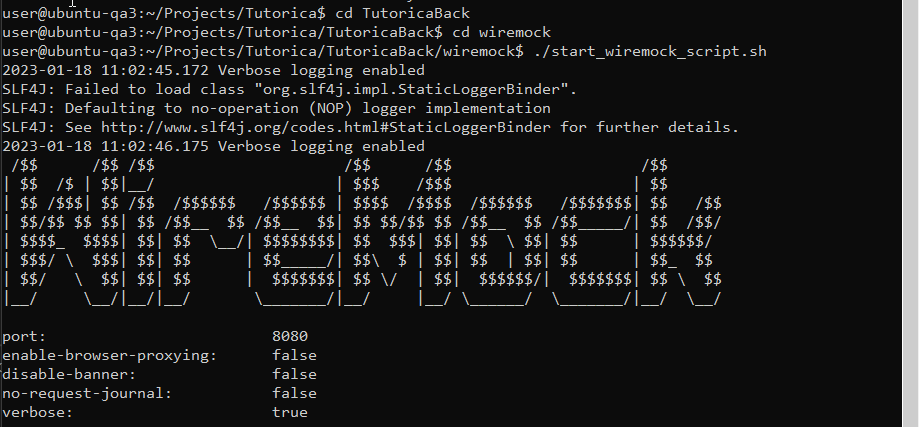 user@ubuntu-qa3:~/Projects/Tutorica$ cd TutoricaBack
user@ubuntu-qa3:~/Projects/Tutorica/TutoricaBack$ cd wiremock
user@ubuntu-qa3:~/Projects/Tutorica/TutoricaBack/wiremock$ ./start_wiremock_script.sh
2023-01-18 11:02:45.172 Verbose logging enabled
SLF4J: Failed to load class "org.slf4j.impl.StaticLoggerBinder".
SLF4J: Defaulting to no-operation (NOP) logger implementation
SLF4J: See http://www.slf4j.org/codes.html#StaticLoggerBinder for further details.
2023-01-18 11:02:46.175 Verbose logging enabled
 /$$      /$$ /$$                     /$$      /$$                     /$$
| $$  /$ | $$|__/                    | $$$    /$$$                    | $$
| $$ /$$$| $$ /$$  /$$$$$$   /$$$$$$ | $$$$  /$$$$  /$$$$$$   /$$$$$$$| $$   /$$
| $$/$$ $$ $$| $$ /$$__  $$ /$$__  $$| $$ $$/$$ $$ /$$__  $$ /$$_____/| $$  /$$/
| $$$$_  $$$$| $$| $$  \__/| $$$$$$$$| $$  $$$| $$| $$  \ $$| $$      | $$$$$$/
| $$$/ \  $$$| $$| $$      | $$_____/| $$\  $ | $$| $$  | $$| $$      | $$_  $$
| $$/   \  $$| $$| $$      |  $$$$$$$| $$ \/  | $$|  $$$$$$/|  $$$$$$$| $$ \  $$
|__/     \__/|__/|__/       \_______/|__/     |__/ \______/  \_______/|__/  \__/
port: 8080
enable-browser-proxying: false
disable-banner: false
no-request-journal: false
verbose: true